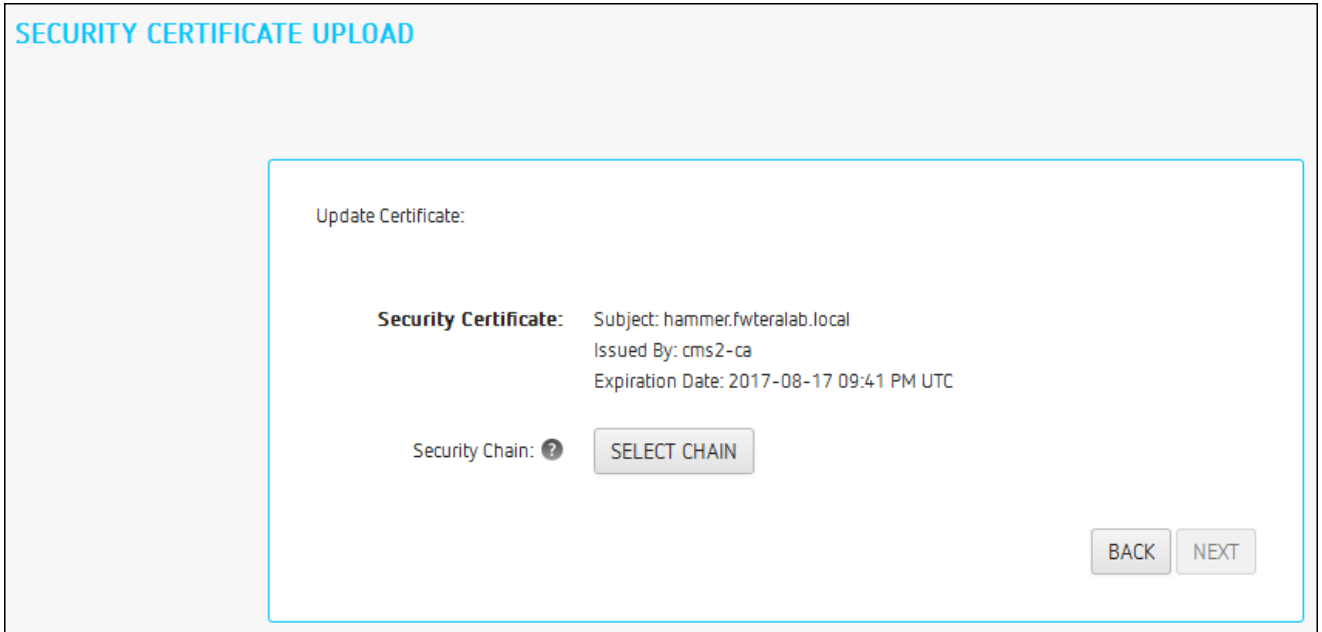 SECURITY CERTIFICATE UPLOAD
Update Certificate:
Security Certificate: Subject: hammer.fwteralab.local
Issued By: cms2-ca
Expiration Date: 2017-08-17 09:41 PM UTC
Security Chain: ? SELECT CHAIN
BACK NEXT